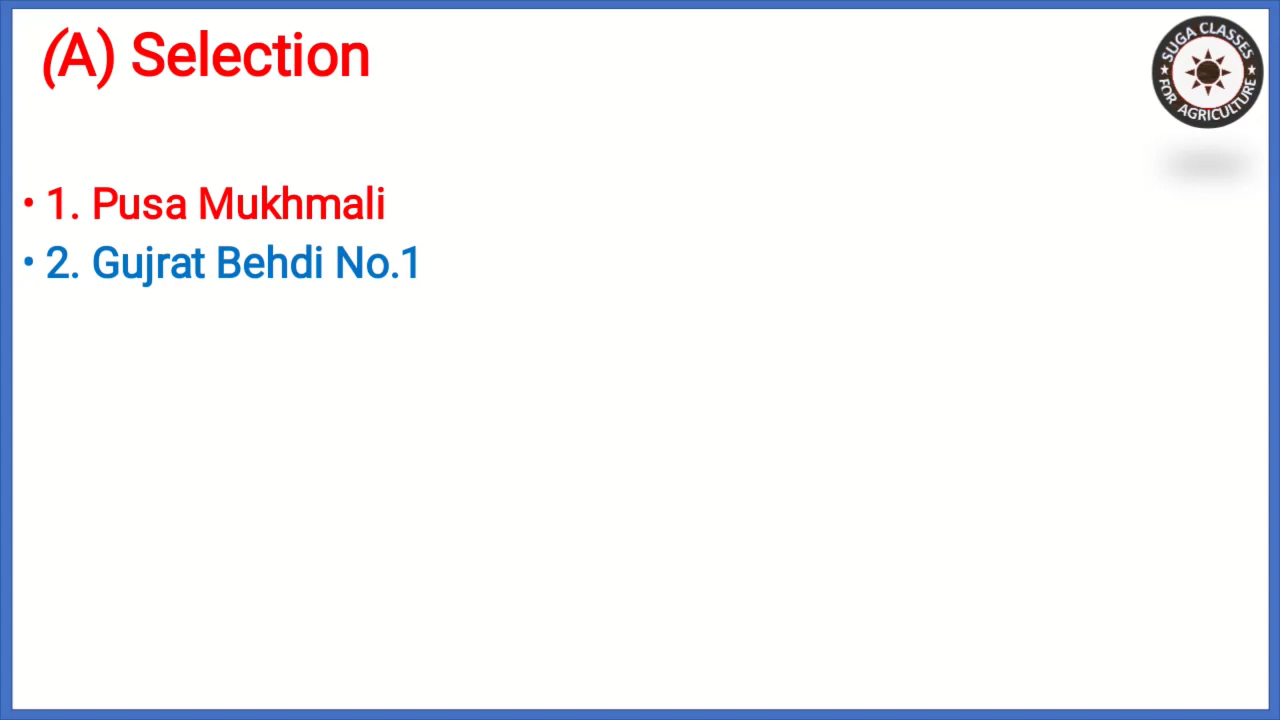 (A) Selection
SUGA CLASSES
FOR AGRICULTURE
• 1. Pusa Mukhmali
• 2. Gujrat Behdi No.1